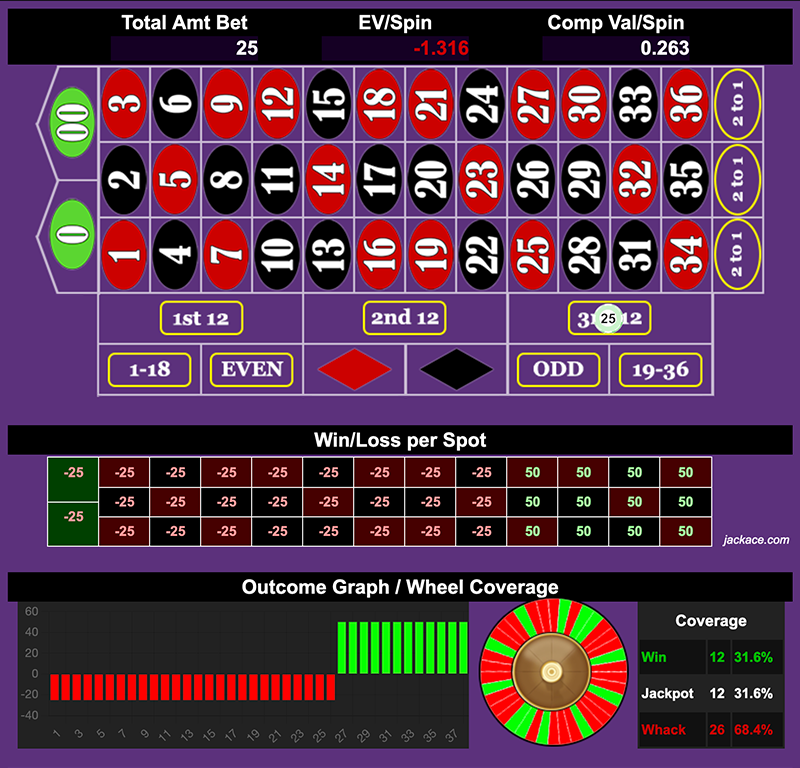 Total Amt Bet EV/Spin Comp Val/Spin
25 -1.316 0.263
00 3 6 9 12 15 18 21 24 27 30 33 36 2 to 1
2 5 8 11 14 17 20 23 26 29 32 35 2 to 1
0 1 4 7 10 13 16 19 22 25 28 31 34 2 to 1
1st 12 2nd 12 3rd 12
25
1-18 EVEN ODD 19-36
Win/Loss per Spot
-25 -25 -25 -25 -25 -25 -25 -25 -25 50 50 50 50
-25 -25 -25 -25 -25 -25 -25 -25 50 50 50 50
-25 -25 -25 -25 -25 -25 -25 -25 -25 50 50 50 50
jackace.com
Outcome Graph / Wheel Coverage
60
40
20
0
-20
-40
1 3 5 7 9 11 13 15 17 19 21 23 25 27 29 31 33 35 37
Coverage
Win 12 31.6%
Jackpot 12 31.6%
Whack 26 68.4%